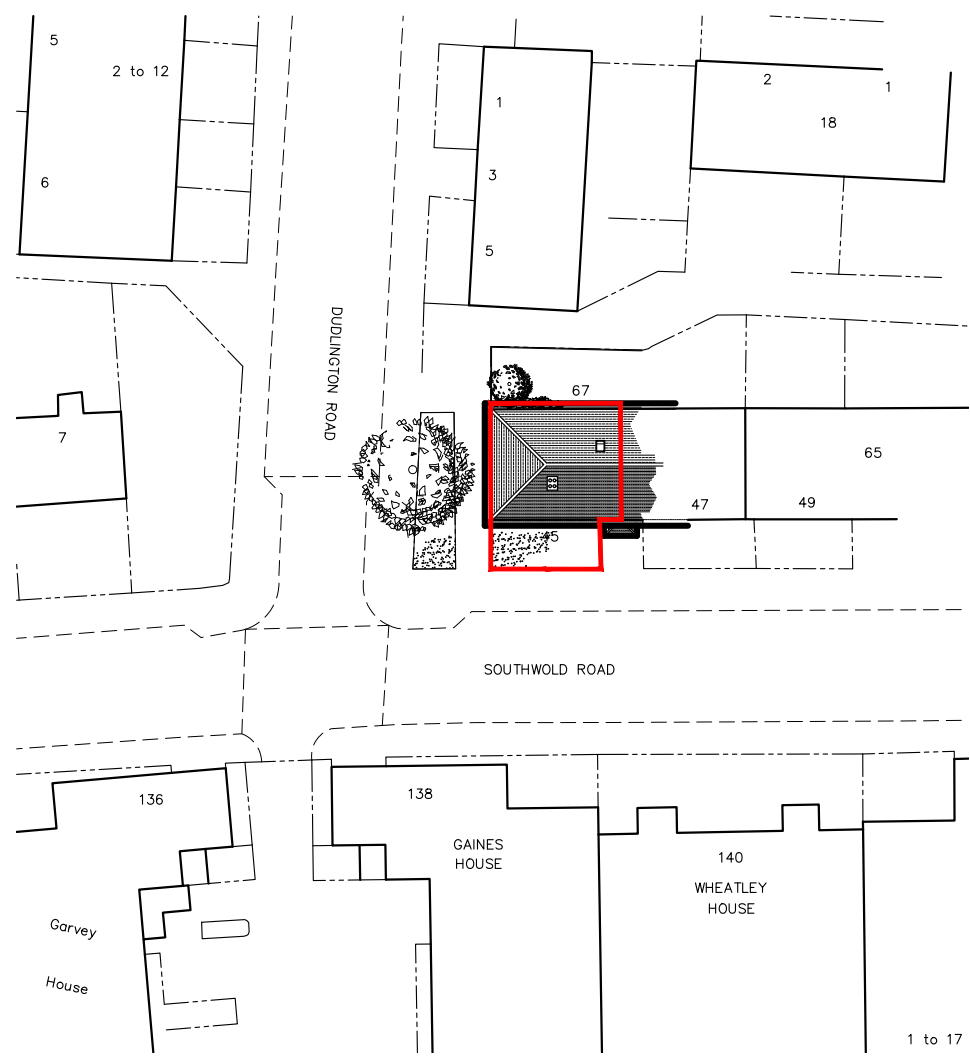 5
2 to 12
6
1
3
5
2
1
18
DUDLINGTON ROAD
67
7
65
47
49
45
SOUTHWOLD ROAD
136
138
GAINES
HOUSE
140
WHEATLEY
HOUSE
Garvey
House
1 to 17